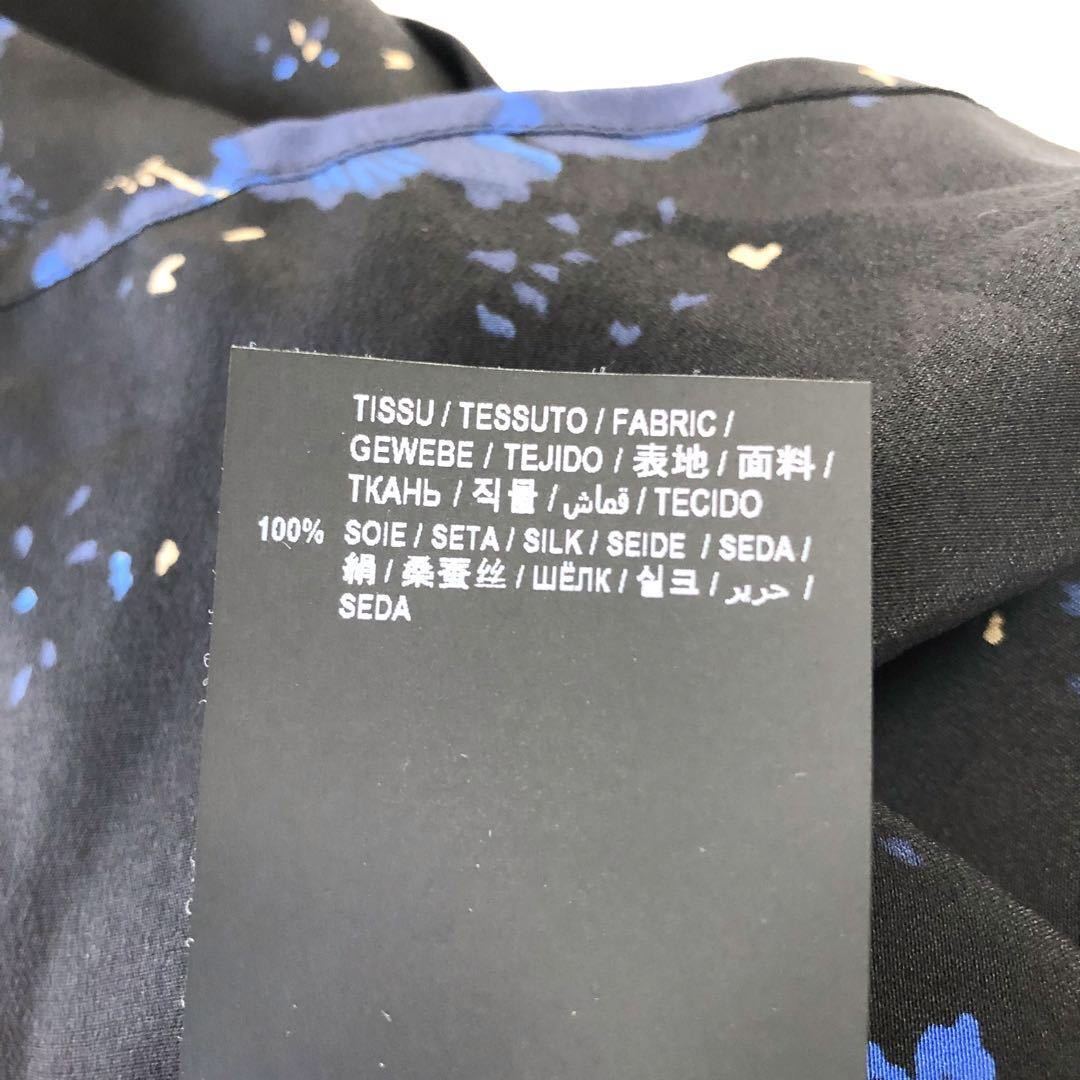 TISSU / TESSUTO / FABRIC /
GEWEBE / TEJIDO / 表地 / 面料 /
ТКАНЬ / 직물 / قماش / TECIDO
100% SOIE / SETA / SILK / SEIDE / SEDA /
絹 / 桑蚕丝 / ШЁЛК / 실크 / حرير /
SEDA